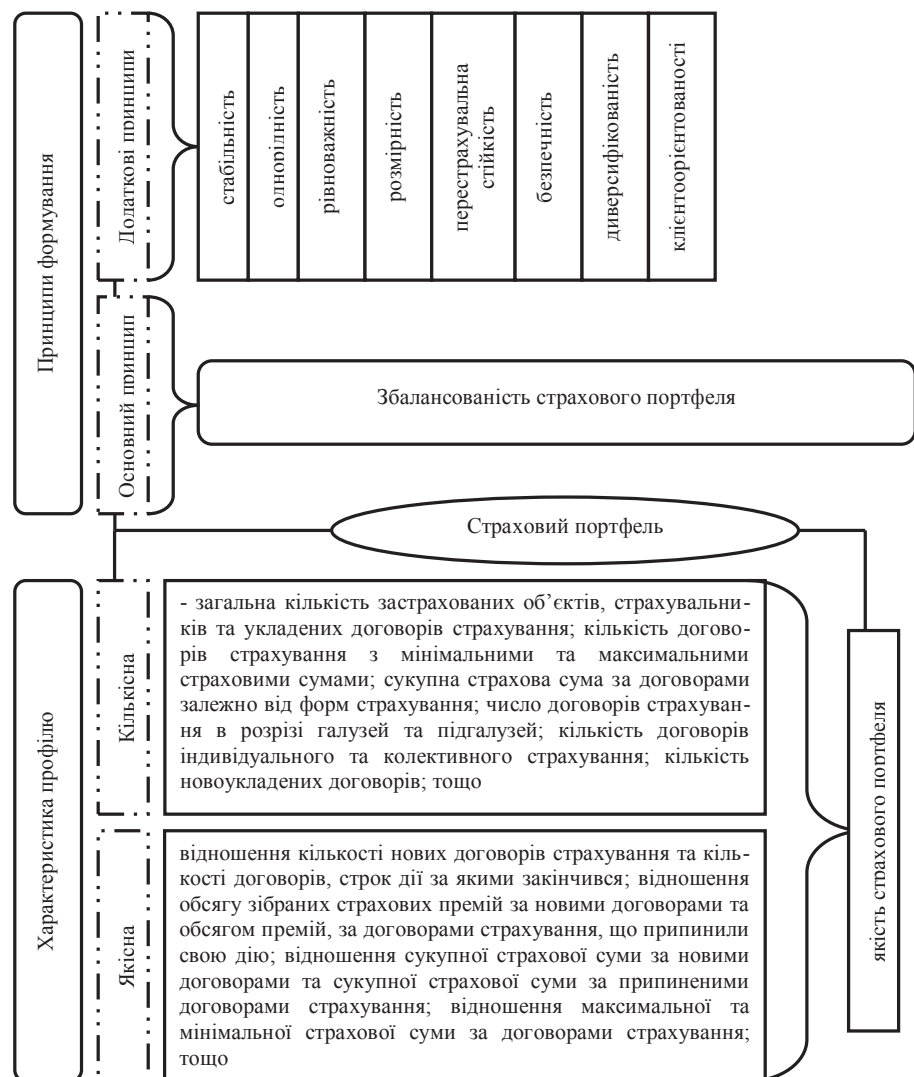 Принципи формування
Додаткові принципи
стабільність
однорідність
рівноважність
розмірність
перестрахувальна
стійкість
безпечність
диверсифікованість
клієнтоорієнтованості
Основний принцип
Збалансованість страхового портфеля
Страховий портфель
Характеристика профілю
Кількісна
- загальна кількість застрахованих об’єктів, страхувальни-
ків та укладених договорів страхування; кількість догово-
рів страхування з мінімальними та максимальними
страховими сумами; сукупна страхова сума за договорами
залежно від форм страхування; число договорів страхуван-
ня в розрізі галузей та підгалузей; кількість договорів
індивідуального та колективного страхування; кількість
новоукладених договорів; тощо
Якісна
відношення кількості нових договорів страхування та кіль-
кості договорів, строк дії за якими закінчився; відношення
обсягу зібраних страхових премій за новими договорами та
обсягом премій, за договорами страхування, що припинили
свою дію; відношення сукупної страхової суми за новими
договорами та сукупної страхової суми за припиненими
договорами страхування; відношення максимальної та
мінімальної страхової суми за договорами страхування;
тощо
якість страхового портфеля